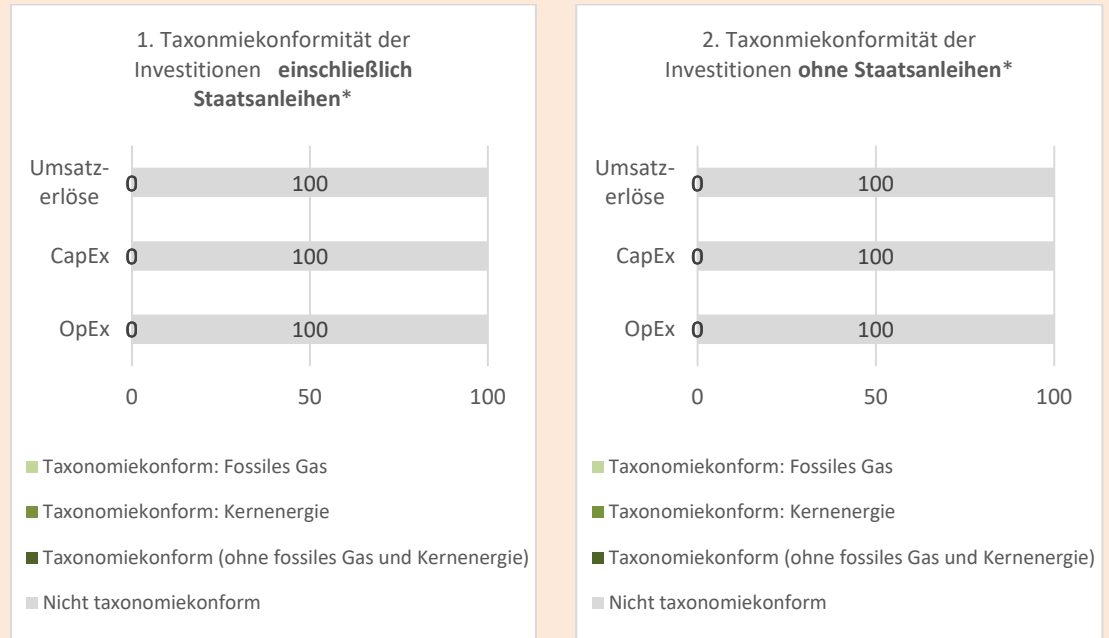 1. Taxonmiekonformität der
Investitionen einschließlich
Staatsanleihen*
Umsatz-
erlöse
0 100
CapEx 0 100
OpEx 0 100
0 50 100
Taxonomiekonform: Fossiles Gas
Taxonomiekonform: Kernenergie
Taxonomiekonform (ohne fossiles Gas und Kernenergie)
Nicht taxonomiekonform
2. Taxonmiekonformität der
Investitionen ohne Staatsanleihen*
Umsatz-
erlöse
0 100
CapEx 0 100
OpEx 0 100
0 50 100
Taxonomiekonform: Fossiles Gas
Taxonomiekonform: Kernenergie
Taxonomiekonform (ohne fossiles Gas und Kernenergie)
Nicht taxonomiekonform